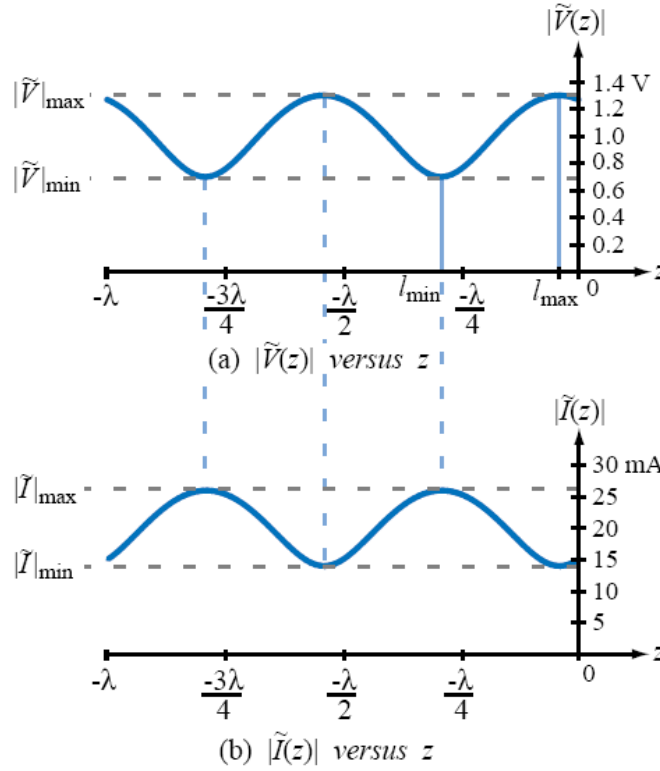 |Ṽ(z)|
|Ṽ|max
1.4 V
1.2
1.0
0.8
|Ṽ|min
0.6
0.4
0.2
-λ
-3λ/4
-λ/2
lmin
-λ/4
lmax
0
z
(a) |Ṽ(z)| versus z
|Ĩ(z)|
30 mA
|Ĩ|max
25
20
15
|Ĩ|min
10
5
-λ
-3λ/4
-λ/2
-λ/4
0
z
(b) |Ĩ(z)| versus z